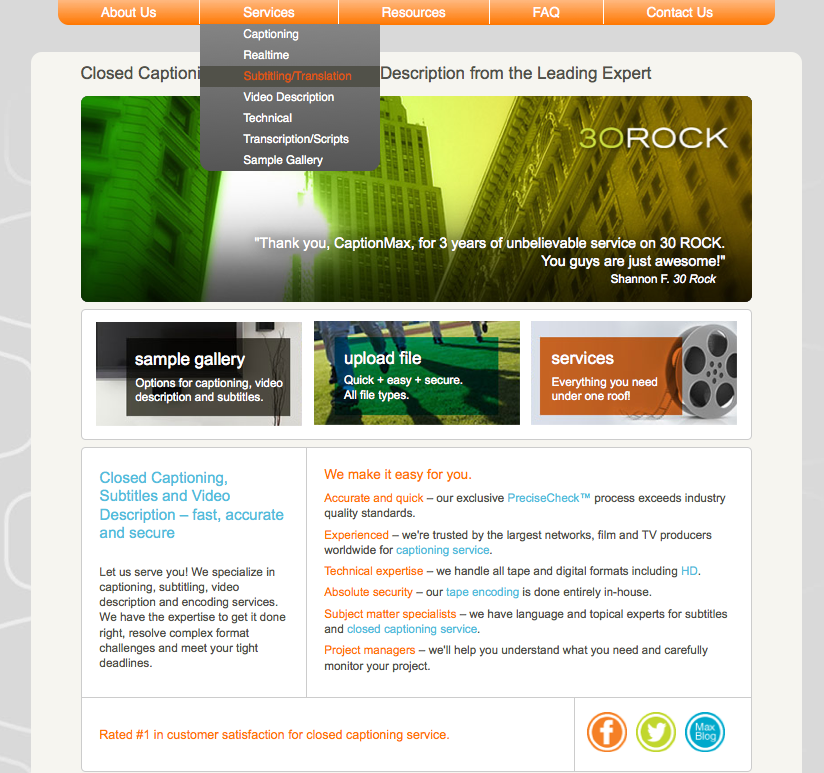 About Us
Services
Resources
FAQ
Contact Us
Captioning
Realtime
Subtitling/Translation
Video Description
Technical
Transcription/Scripts
Sample Gallery
Closed Description from the Leading Expert
30ROCK
"Thank you, CaptionMax, for 3 years of unbelievable service on 30 ROCK.
You guys are just awesome!"
Shannon F. 30 Rock
sample gallery
Options for captioning, video
description and subtitles.
upload file
Quick + easy + secure.
All file types.
services
Everything you need
under one roof!
Closed Captioning,
Subtitles and Video
Description – fast, accurate
and secure
Let us serve you! We specialize in
captioning, subtitling, video
description and encoding services.
We have the expertise to get it done
right, resolve complex format
challenges and meet your tight
deadlines.
We make it easy for you.
Accurate and quick – our exclusive PreciseCheck™ process exceeds industry
quality standards.
Experienced – we're trusted by the largest networks, film and TV producers
worldwide for captioning service.
Technical expertise – we handle all tape and digital formats including HD.
Absolute security – our tape encoding is done entirely in-house.
Subject matter specialists – we have language and topical experts for subtitles
and closed captioning service.
Project managers – we'll help you understand what you need and carefully
monitor your project.
Rated #1 in customer satisfaction for closed captioning service.
Max
Blog